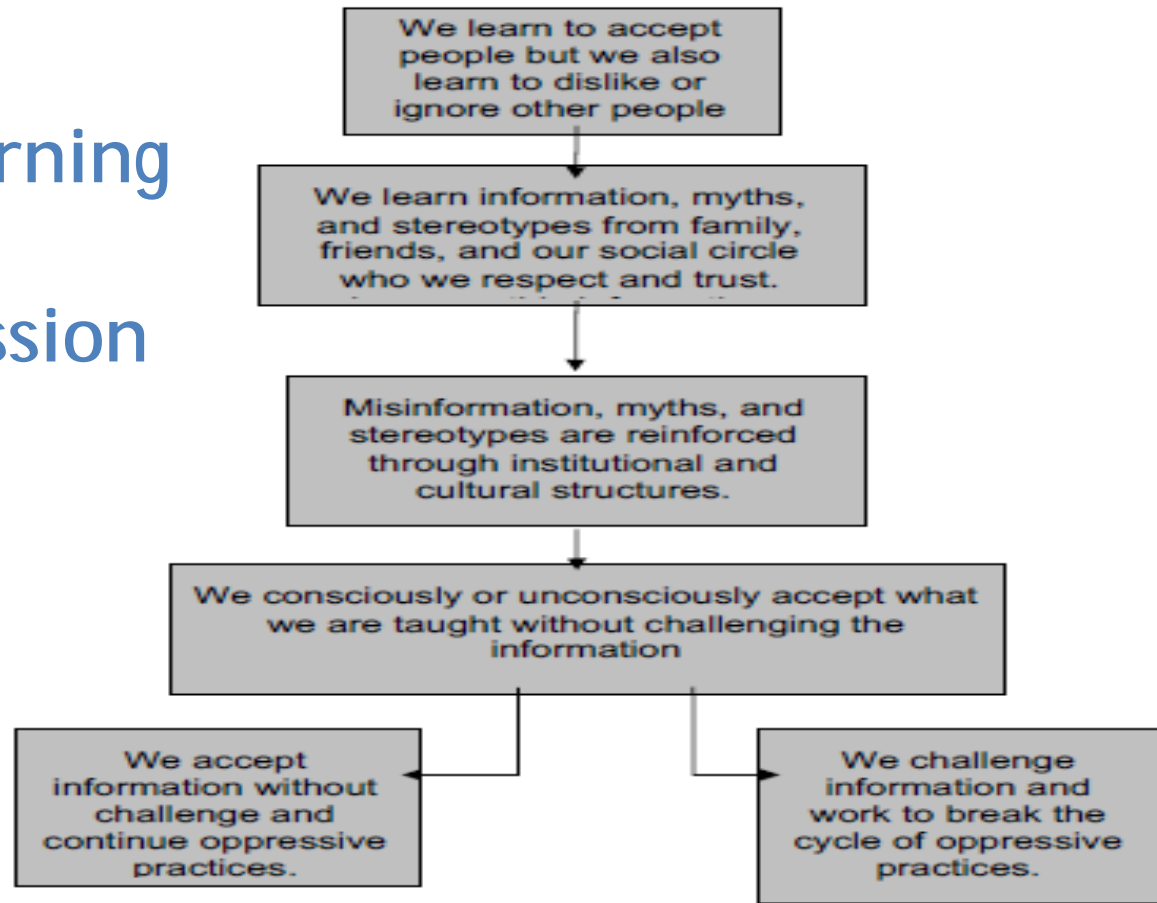 rning
ssion
We learn to accept
people but we also
learn to dislike or
ignore other people
We learn information, myths,
and stereotypes from family,
friends, and our social circle
who we respect and trust.
Misinformation, myths, and
stereotypes are reinforced
through institutional and
cultural structures.
We consciously or unconsciously accept what
we are taught without challenging the
information
We accept
information without
challenge and
continue oppressive
practices.
We challenge
information and
work to break the
cycle of oppressive
practices.